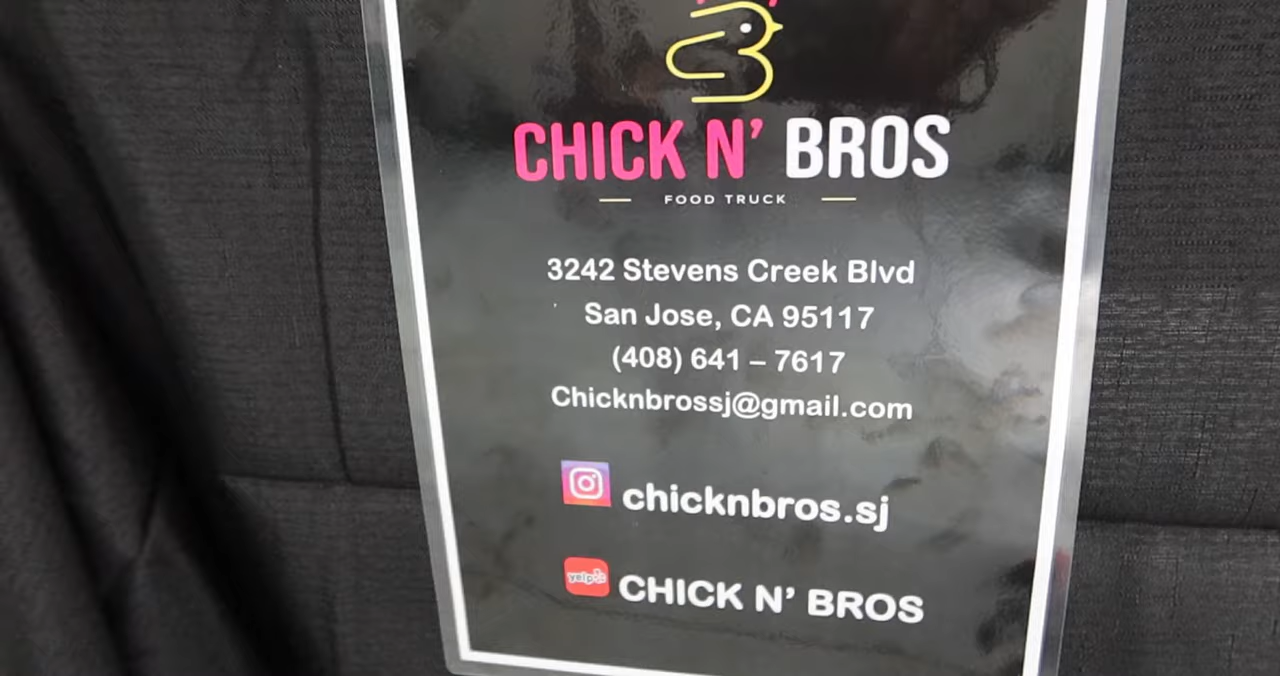 CHICK N’ BROS
FOOD TRUCK
3242 Stevens Creek Blvd
San Jose, CA 95117
(408) 641 – 7617
Chicknbrossj@gmail.com
chicknbros.sj
yelp
CHICK N’ BROS